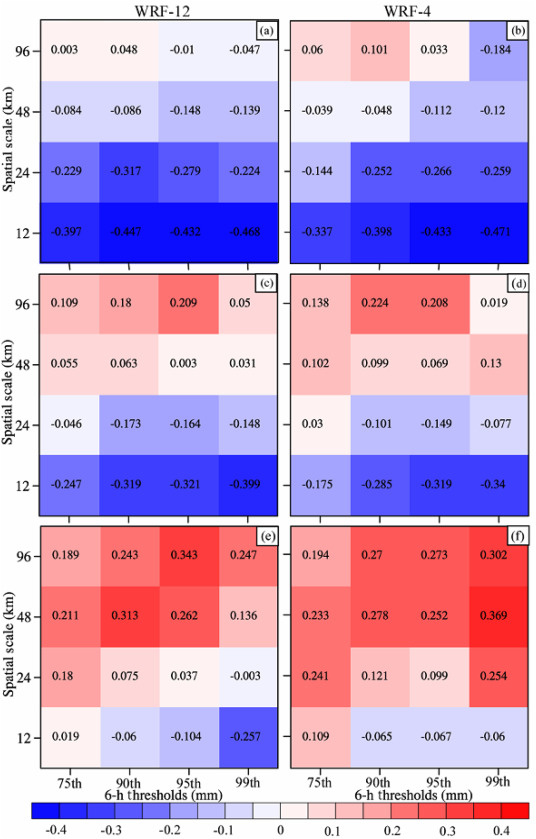 WRF-12 WRF-4
(a) (b)
96 0.003 0.048 -0.01 -0.047 96 0.06 0.101 0.033 -0.184
48 -0.084 -0.086 -0.148 -0.139 48 -0.039 -0.048 -0.112 -0.12
24 -0.229 -0.317 -0.279 -0.224 24 -0.144 -0.252 -0.266 -0.259
12 -0.397 -0.447 -0.432 -0.468 12 -0.337 -0.398 -0.433 -0.471
Spatial scale (km)
(c) (d)
96 0.109 0.18 0.209 0.05 96 0.138 0.224 0.208 0.019
48 0.055 0.063 0.003 0.031 48 0.102 0.099 0.069 0.13
24 -0.046 -0.173 -0.164 -0.148 24 0.03 -0.101 -0.149 -0.077
12 -0.247 -0.319 -0.321 -0.399 12 -0.175 -0.285 -0.319 -0.34
Spatial scale (km)
(e) (f)
96 0.189 0.243 0.343 0.247 96 0.194 0.27 0.273 0.302
48 0.211 0.313 0.262 0.136 48 0.233 0.278 0.252 0.369
24 0.18 0.075 0.037 -0.003 24 0.241 0.121 0.099 0.254
12 0.019 -0.06 -0.104 -0.257 12 0.109 -0.065 -0.067 -0.06
Spatial scale (km)
75th 90th 95th 99th 75th 90th 95th 99th
6-h thresholds (mm) 6-h thresholds (mm)
-0.4 -0.3 -0.2 -0.1 0 0.1 0.2 0.3 0.4